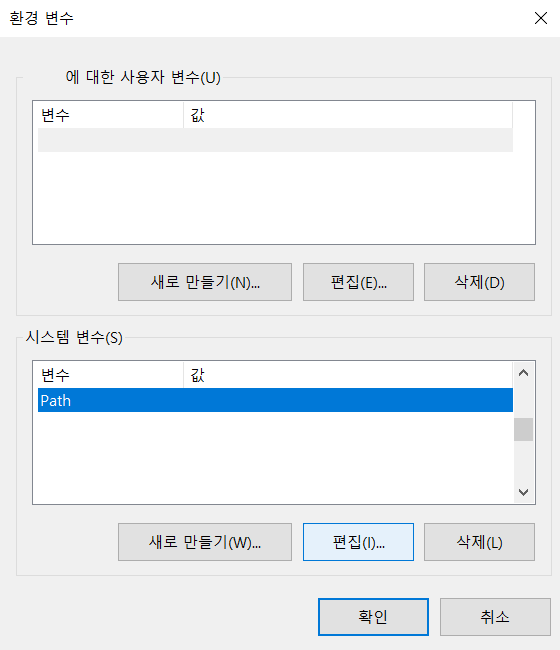 환경 변수
에 대한 사용자 변수(U)
변수 값
새로 만들기(N)... 편집(E)... 삭제(D)
시스템 변수(S)
변수 값
Path
새로 만들기(W)... 편집(I)... 삭제(L)
확인 취소